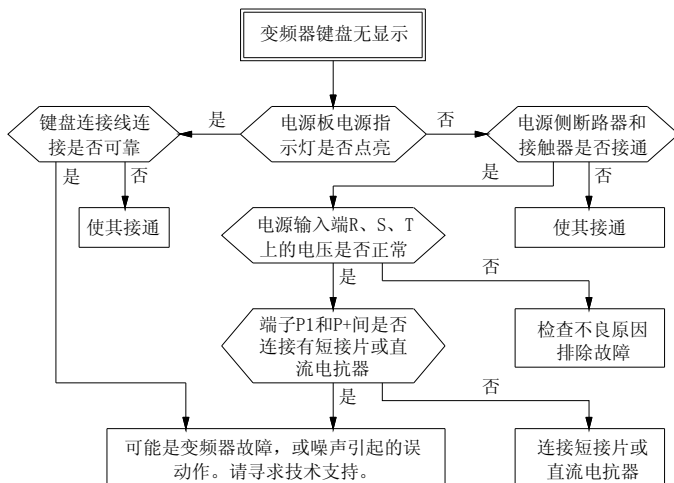 变频器键盘无显示
键盘连接线连
接是否可靠
是
电源板电源指
示灯是否点亮
否
电源侧断路器和
接触器是否接通
是
否
使其接通
是
否
使其接通
电源输入端R、S、T
上的电压是否正常
是
否
端子P1和P+间是否
连接有短接片或直
流电抗器
检查不良原因
排除故障
是
否
可能是变频器故障，或噪声引起的误
动作。请寻求技术支持。
连接短接片或
直流电抗器